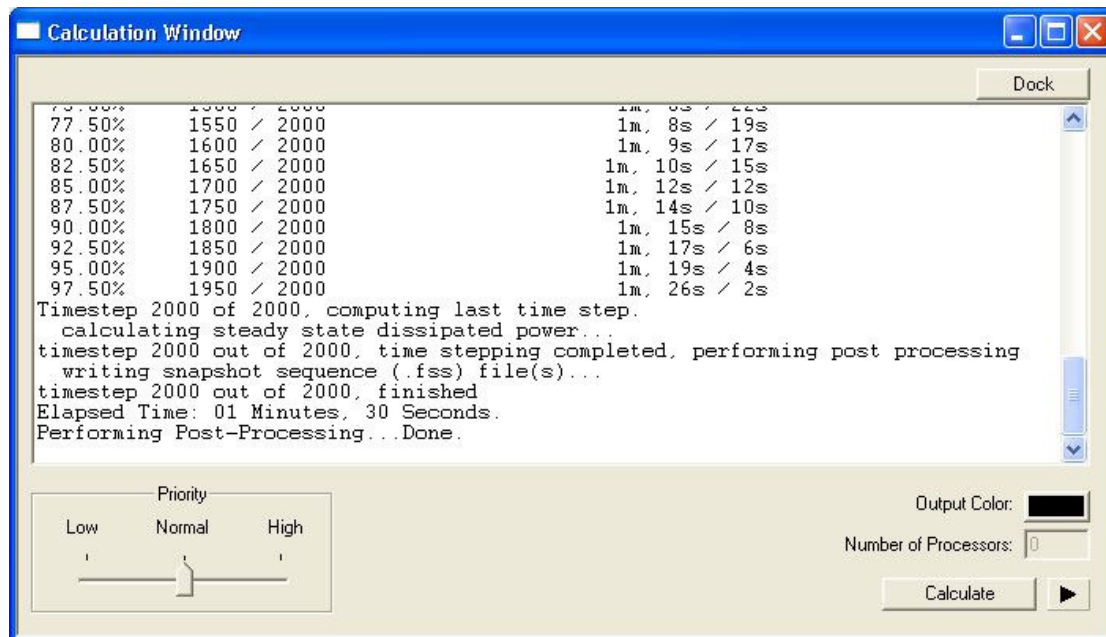 Calculation Window
Dock
77.50% 1550 / 2000 1m, 8s / 19s
80.00% 1600 / 2000 1m, 9s / 17s
82.50% 1650 / 2000 1m, 10s / 15s
85.00% 1700 / 2000 1m, 12s / 12s
87.50% 1750 / 2000 1m, 14s / 10s
90.00% 1800 / 2000 1m, 15s / 8s
92.50% 1850 / 2000 1m, 17s / 6s
95.00% 1900 / 2000 1m, 19s / 4s
97.50% 1950 / 2000 1m, 26s / 2s
Timestep 2000 of 2000, computing last time step.
calculating steady state dissipated power...
timestep 2000 out of 2000, time stepping completed, performing post processing
writing snapshot sequence (.fss) file(s)...
timestep 2000 out of 2000, finished
Elapsed Time: 01 Minutes, 30 Seconds.
Performing Post-Processing...Done.
Priority
Low Normal High
Output Color:
Number of Processors: 0
Calculate